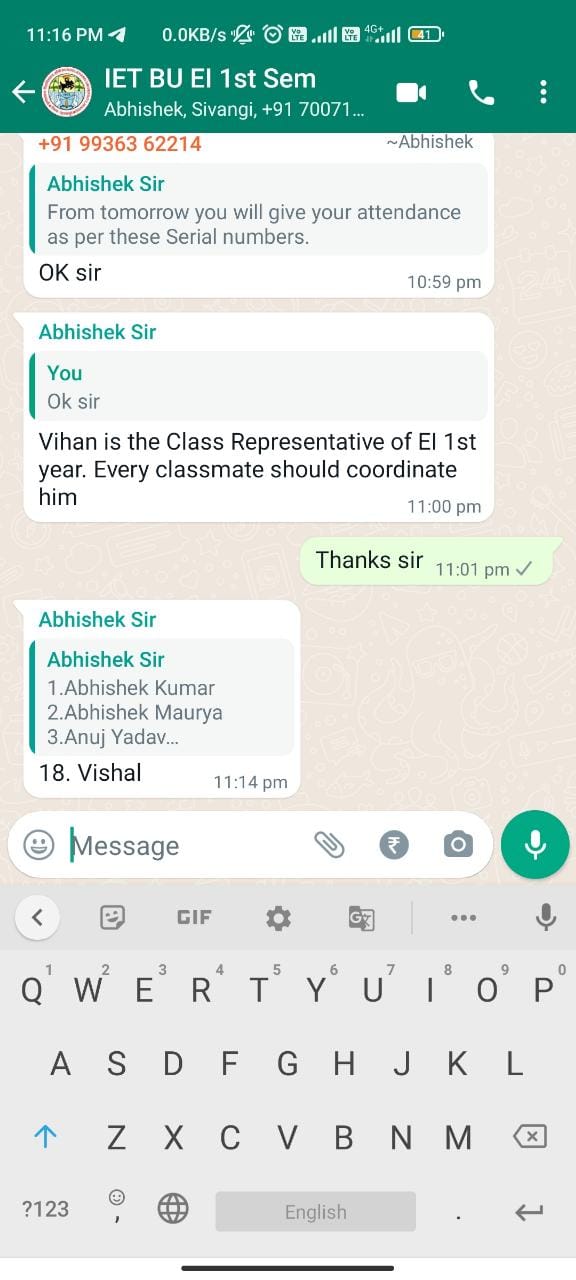 11:16 PM 0.0KB/s Vo LTE Vo LTE 4G+ 41
IET BU EI 1st Sem
Abhishek, Sivangi, +91 70071...
+91 99363 62214 ~Abhishek
Abhishek Sir
From tomorrow you will give your attendance
as per these Serial numbers.
OK sir
10:59 pm
Abhishek Sir
You
Ok sir
Vihan is the Class Representative of EI 1st
year. Every classmate should coordinate
him
11:00 pm
Thanks sir 11:01 pm
Abhishek Sir
Abhishek Sir
1.Abhishek Kumar
2.Abhishek Maurya
3.Anuj Yadav...
18. Vishal 11:14 pm
Message ₹
GIF
1 2 3 4 5 6 7 8 9 0
Q W E R T Y U I O P
A S D F G H J K L
Z X C V B N M
?123 , English .